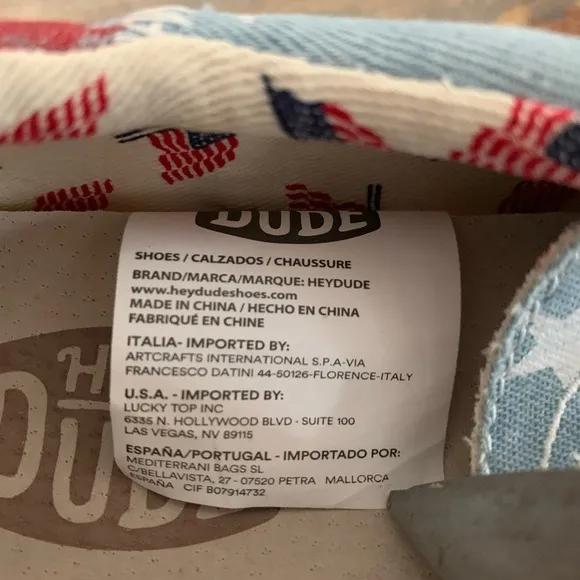 DUDE
SHOES / CALZADOS / CHAUSSURE
BRAND/MARCA/MARQUE: HEYDUDE
www.heydudeshoes.com
MADE IN CHINA / HECHO EN CHINA
FABRIQUÉ EN CHINE
ITALIA- IMPORTED BY:
ARTCRAFTS INTERNATIONAL S.P.A-VIA
FRANCESCO DATINI 44-50126-FLORENCE-ITALY
U.S.A. - IMPORTED BY:
LUCKY TOP INC
6335 N. HOLLYWOOD BLVD - SUITE 100
LAS VEGAS, NV 89115
ESPAÑA/PORTUGAL - IMPORTADO POR:
MEDITERRANI BAGS SL
C/BELLAVISTA, 27 - 07520 PETRA MALLORCA
ESPAÑA CIF B07914732
H
DUDE